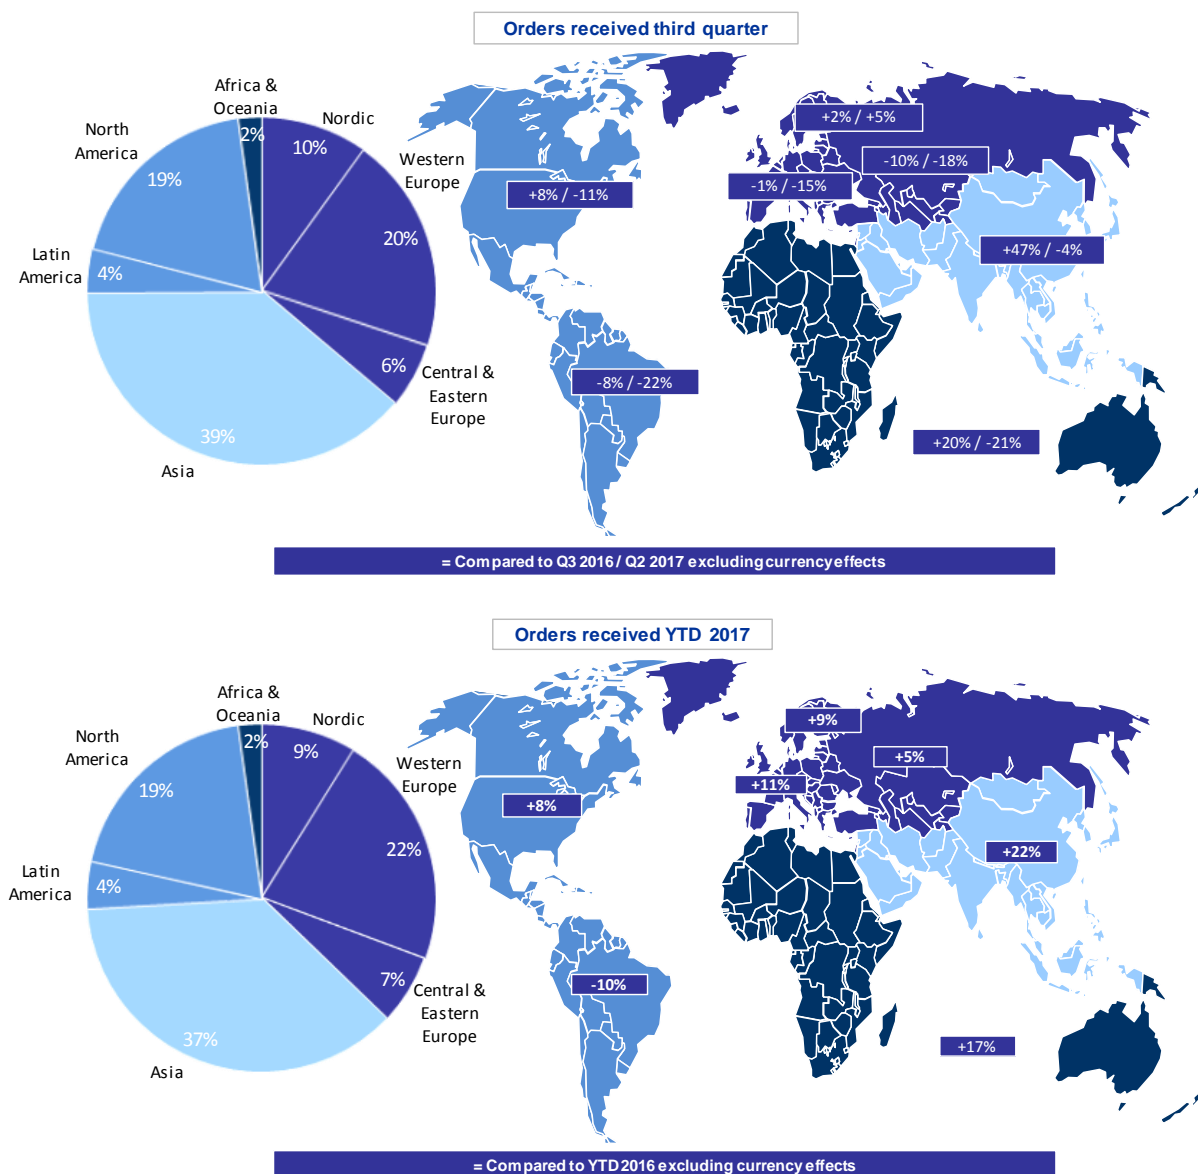 Orders received third quarter
Africa &
Oceania
Nordic
North
America
Western
Europe
Latin
America
Central &
Eastern
Europe
Asia
2%
10%
19%
20%
4%
6%
39%
+2% / +5%
-10% / -18%
+8% / -11%
-1% / -15%
+47% / -4%
-8% / -22%
+20% / -21%
= Compared to Q3 2016 / Q2 2017 excluding currency effects
Orders received YTD 2017
Africa &
Oceania
Nordic
North
America
Western
Europe
Latin
America
Central &
Eastern
Europe
Asia
2%
9%
19%
22%
4%
7%
37%
+9%
+5%
+11%
+8%
+22%
-10%
+17%
= Compared to YTD 2016 excluding currency effects